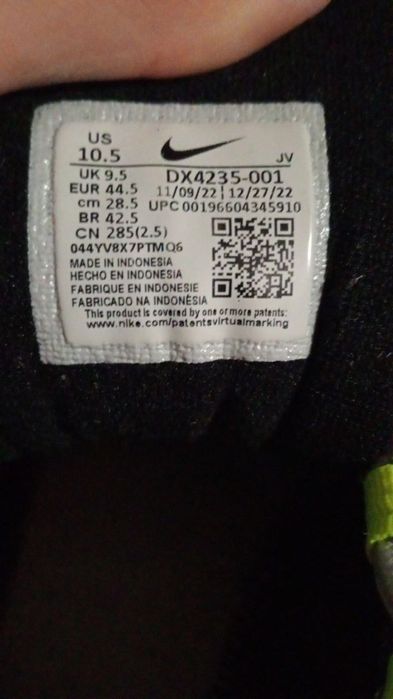 US
10.5
JV
UK 9.5 DX4235-001
EUR 44.5 11/09/22 | 12/27/22
cm 28.5 UPC 00196604345910
BR 42.5
CN 285(2.5)
044YV8X7PTMQ6
MADE IN INDONESIA
HECHO EN INDONESIA
FABRIQUE EN INDONESIE
FABRICADO NA INDONÉSIA
This product is covered by one or more patents:
www.nike.com/patentsvirtualmarking